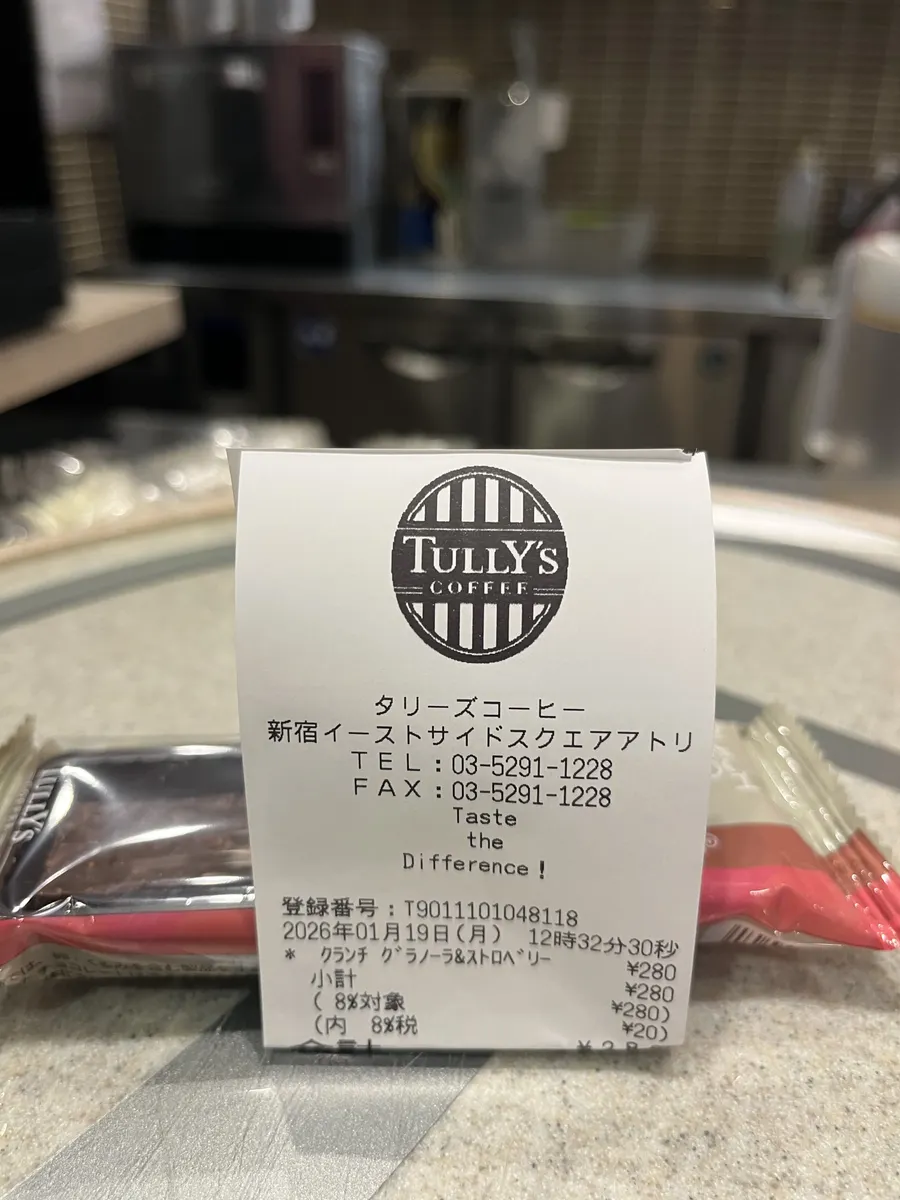 TULLY'S
COFFEE
タリーズコーヒー
新宿イーストサイドスクエアアトリ
TEL:03-5291-1228
FAX:03-5291-1228
Taste
the
Difference!
登録番号:T9011101048118
2026年01月19日(月) 12時32分30秒
* クランチ グラノーラ&ストロベリー ¥280
小計 ¥280
( 8%対象 ¥280)
(内 8%税 ¥20)
TULLY'S